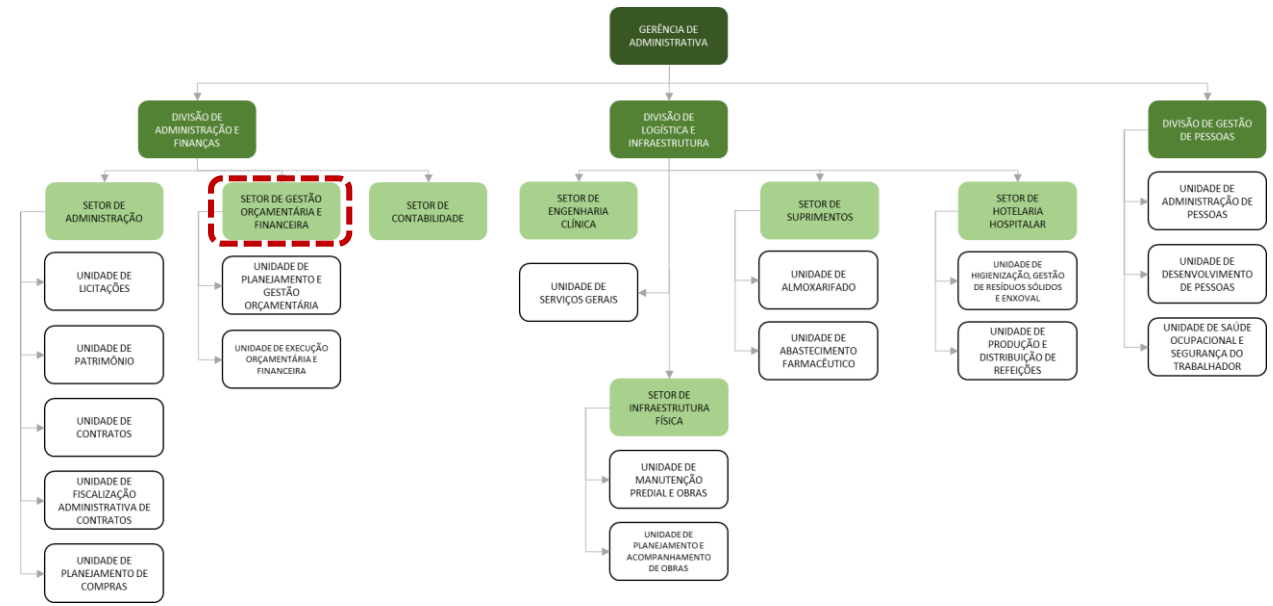 GERÊNCIA DE
ADMINISTRATIVA
DIVISÃO DE
ADMINISTRAÇÃO E
FINANÇAS
DIVISÃO DE
LOGÍSTICA E
INFRAESTRUTURA
DIVISÃO DE GESTÃO
DE PESSOAS
SETOR DE
ADMINISTRAÇÃO
SETOR DE GESTÃO
ORÇAMENTÁRIA E
FINANCEIRA
SETOR DE
CONTABILIDADE
SETOR DE
ENGENHARIA
CLÍNICA
SETOR DE
SUPRIMENTOS
SETOR DE
HOTELARIA
HOSPITALAR
UNIDADE DE
ADMINISTRAÇÃO DE
PESSOAS
UNIDADE DE
LICITAÇÕES
UNIDADE DE
PLANEJAMENTO E
GESTÃO
ORÇAMENTÁRIA
UNIDADE DE
SERVIÇOS GERAIS
UNIDADE DE
ALMOXARIFADO
UNIDADE DE
HIGIENIZAÇÃO, GESTÃO
DE RESÍDUOS SÓLIDOS
E ENXOVAL
UNIDADE DE
DESENVOLVIMENTO
DE PESSOAS
UNIDADE DE
PATRIMÔNIO
UNIDADE DE EXECUÇÃO
ORÇAMENTÁRIA E
FINANCEIRA
UNIDADE DE
ABASTECIMENTO
FARMACÊUTICO
UNIDADE DE
PRODUÇÃO E
DISTRIBUIÇÃO DE
REFEIÇÕES
UNIDADE DE SAÚDE
OCUPACIONAL E
SEGURANÇA DO
TRABALHADOR
UNIDADE DE
CONTRATOS
SETOR DE
INFRAESTRUTURA
FÍSICA
UNIDADE DE
FISCALIZAÇÃO
ADMINISTRATIVA DE
CONTRATOS
UNIDADE DE
MANUTENÇÃO
PREDIAL E OBRAS
UNIDADE DE
PLANEJAMENTO DE
COMPRAS
UNIDADE DE
PLANEJAMENTO E
ACOMPANHAMENTO
DE OBRAS